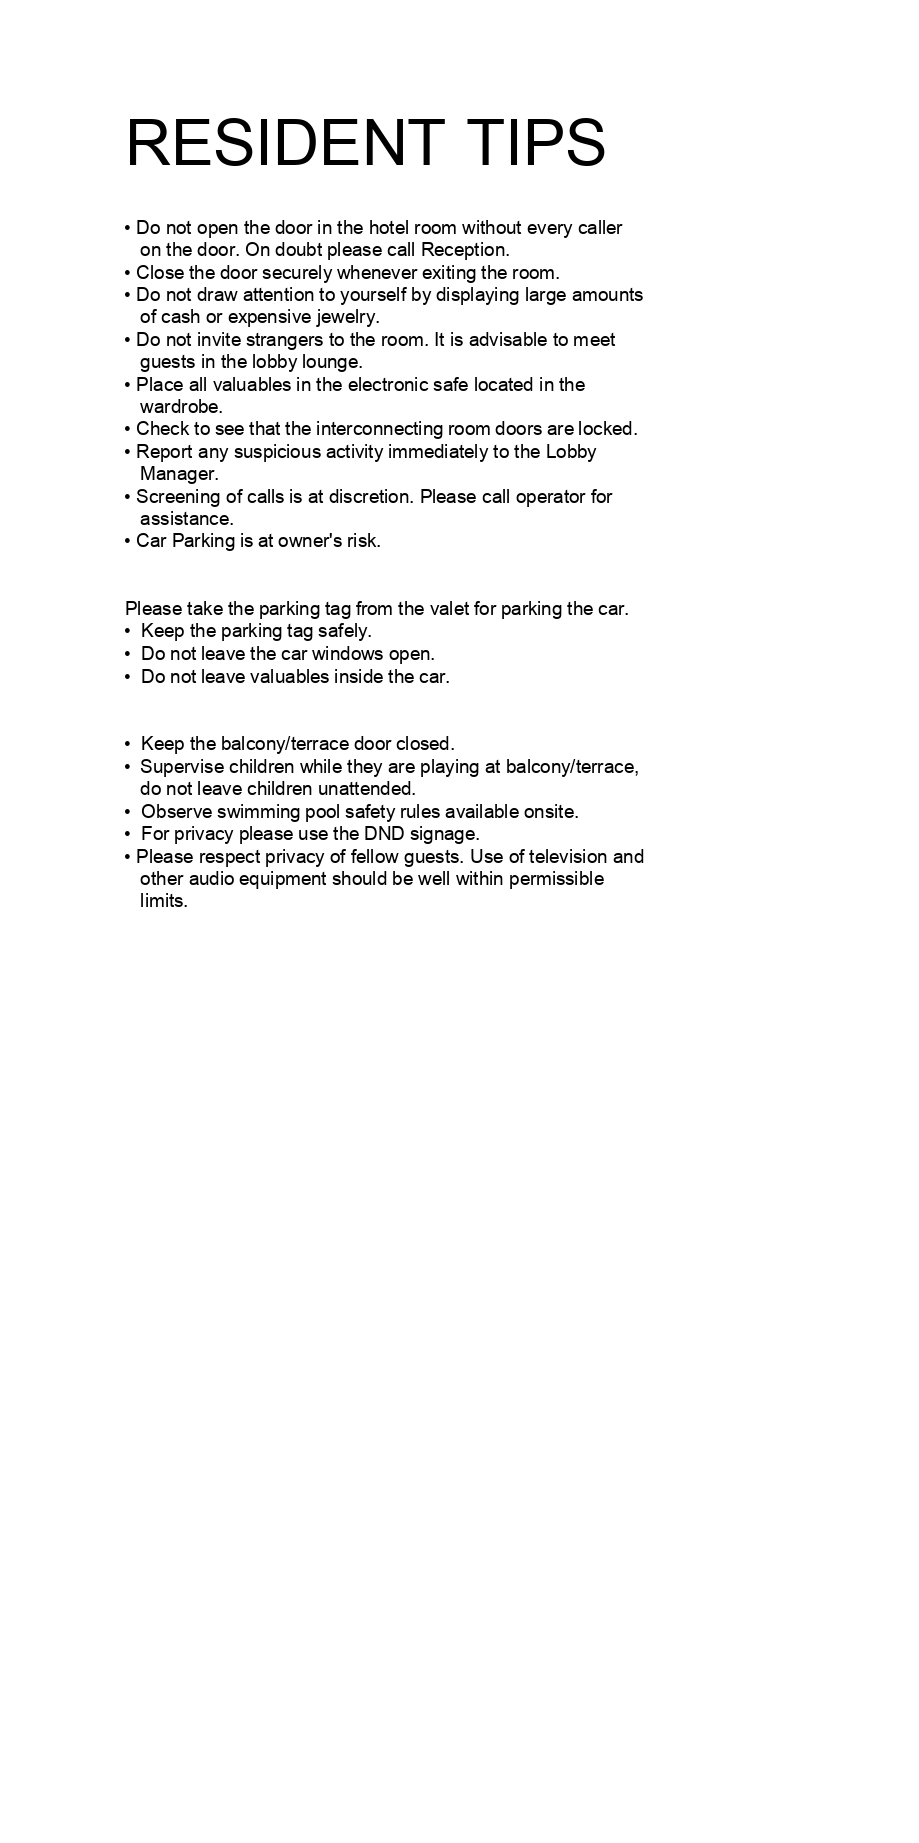 RESIDENT TIPS
• Do not open the door in the hotel room without every caller
on the door. On doubt please call Reception.
• Close the door securely whenever exiting the room.
• Do not draw attention to yourself by displaying large amounts
of cash or expensive jewelry.
• Do not invite strangers to the room. It is advisable to meet
guests in the lobby lounge.
• Place all valuables in the electronic safe located in the
wardrobe.
• Check to see that the interconnecting room doors are locked.
• Report any suspicious activity immediately to the Lobby
Manager.
• Screening of calls is at discretion. Please call operator for
assistance.
• Car Parking is at owner's risk.
Please take the parking tag from the valet for parking the car.
• Keep the parking tag safely.
• Do not leave the car windows open.
• Do not leave valuables inside the car.
• Keep the balcony/terrace door closed.
• Supervise children while they are playing at balcony/terrace,
do not leave children unattended.
• Observe swimming pool safety rules available onsite.
• For privacy please use the DND signage.
• Please respect privacy of fellow guests. Use of television and
other audio equipment should be well within permissible
limits.